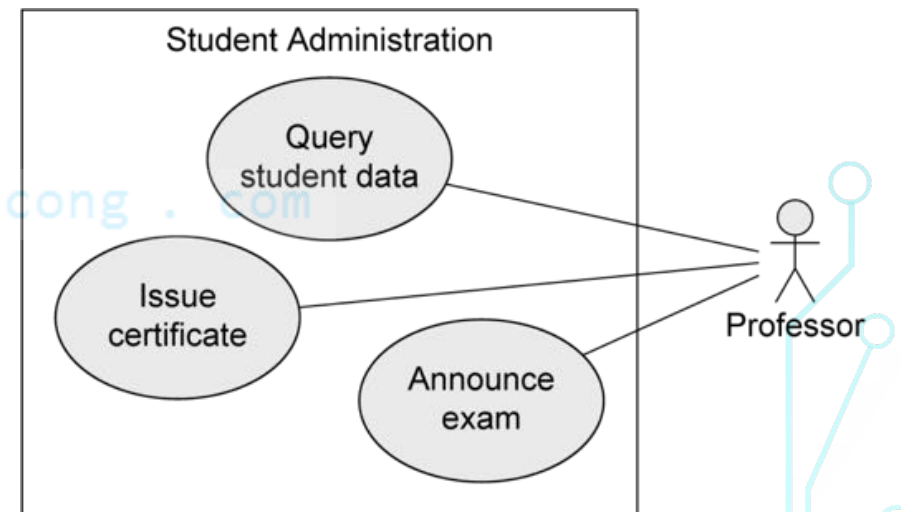 Student Administration
Query
student data
cong . com
Issue
certificate
Announce
exam
Professor